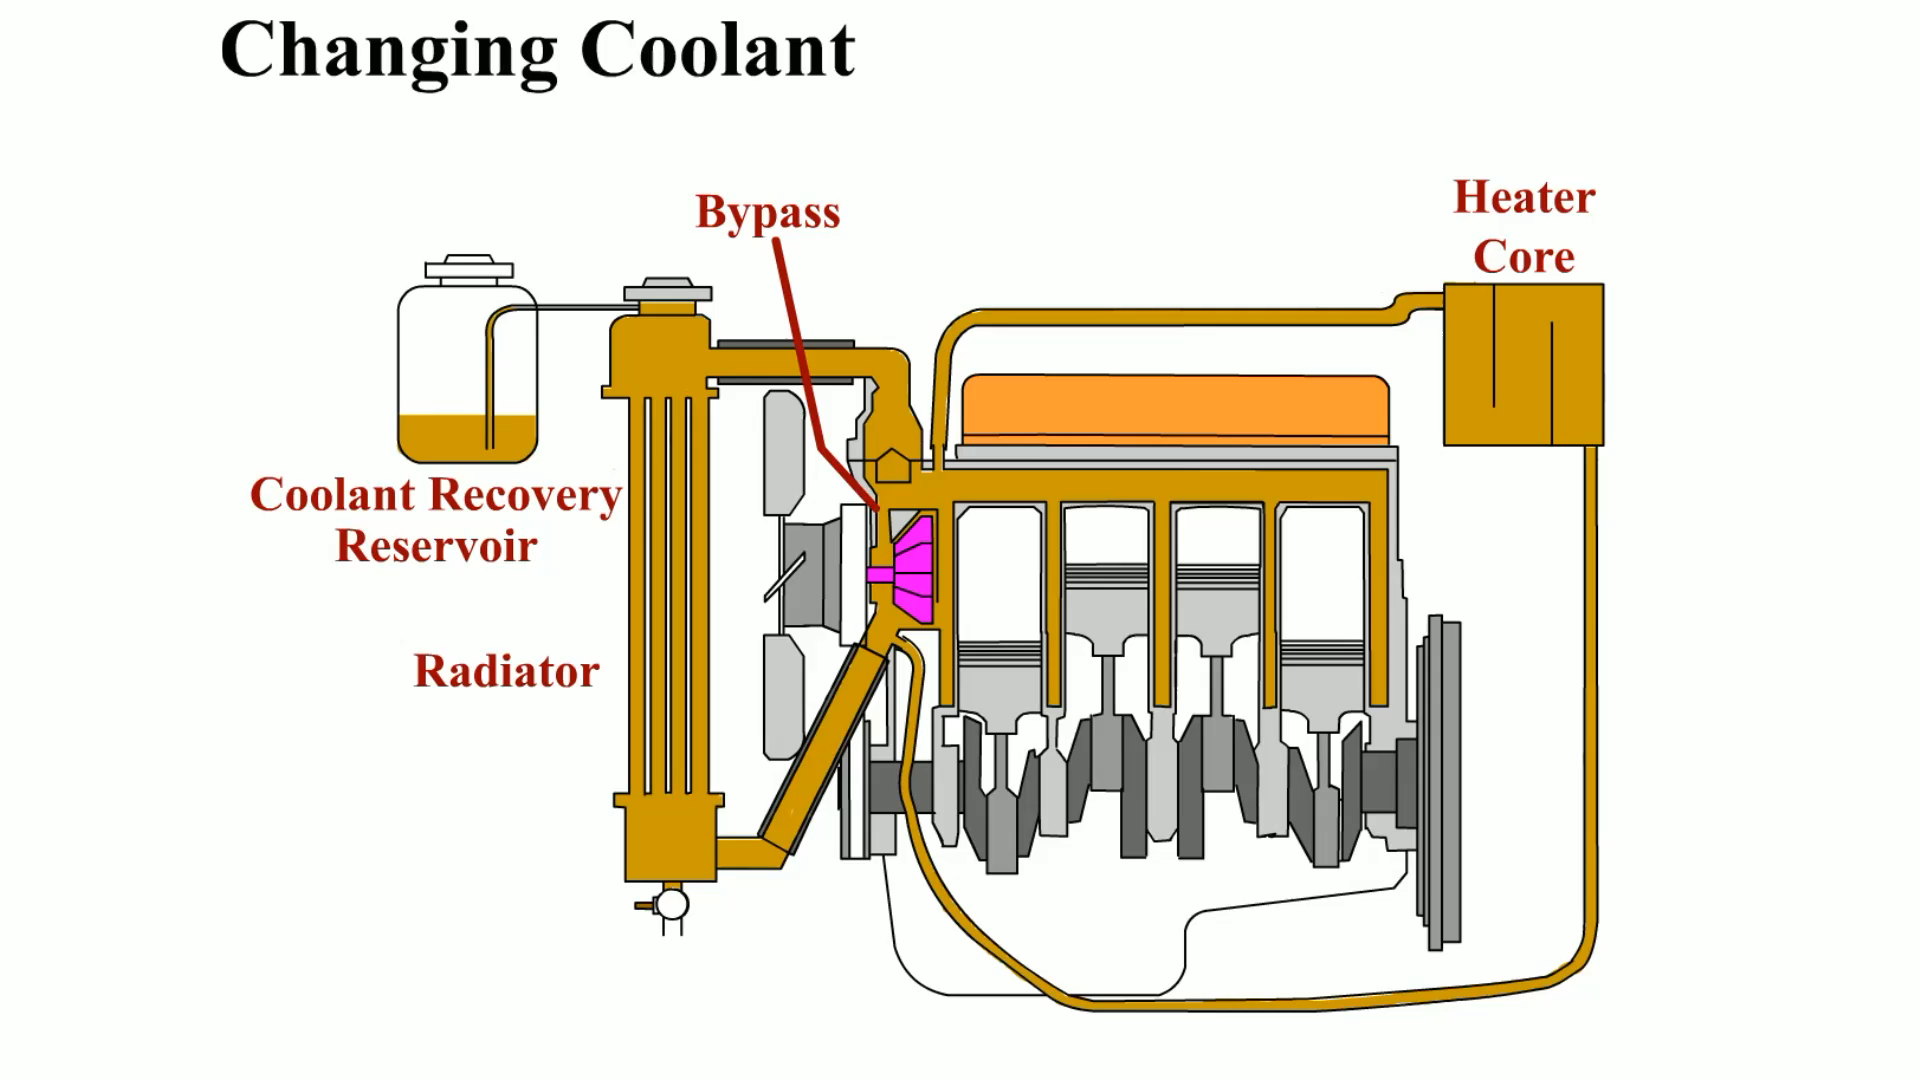 Changing Coolant
Bypass
Heater
Core
Coolant Recovery
Reservoir
Radiator